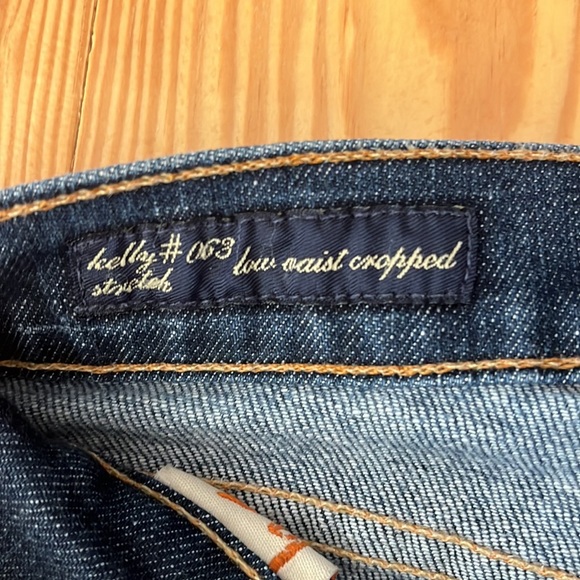 kelly # 063
stretch
low waist cropped